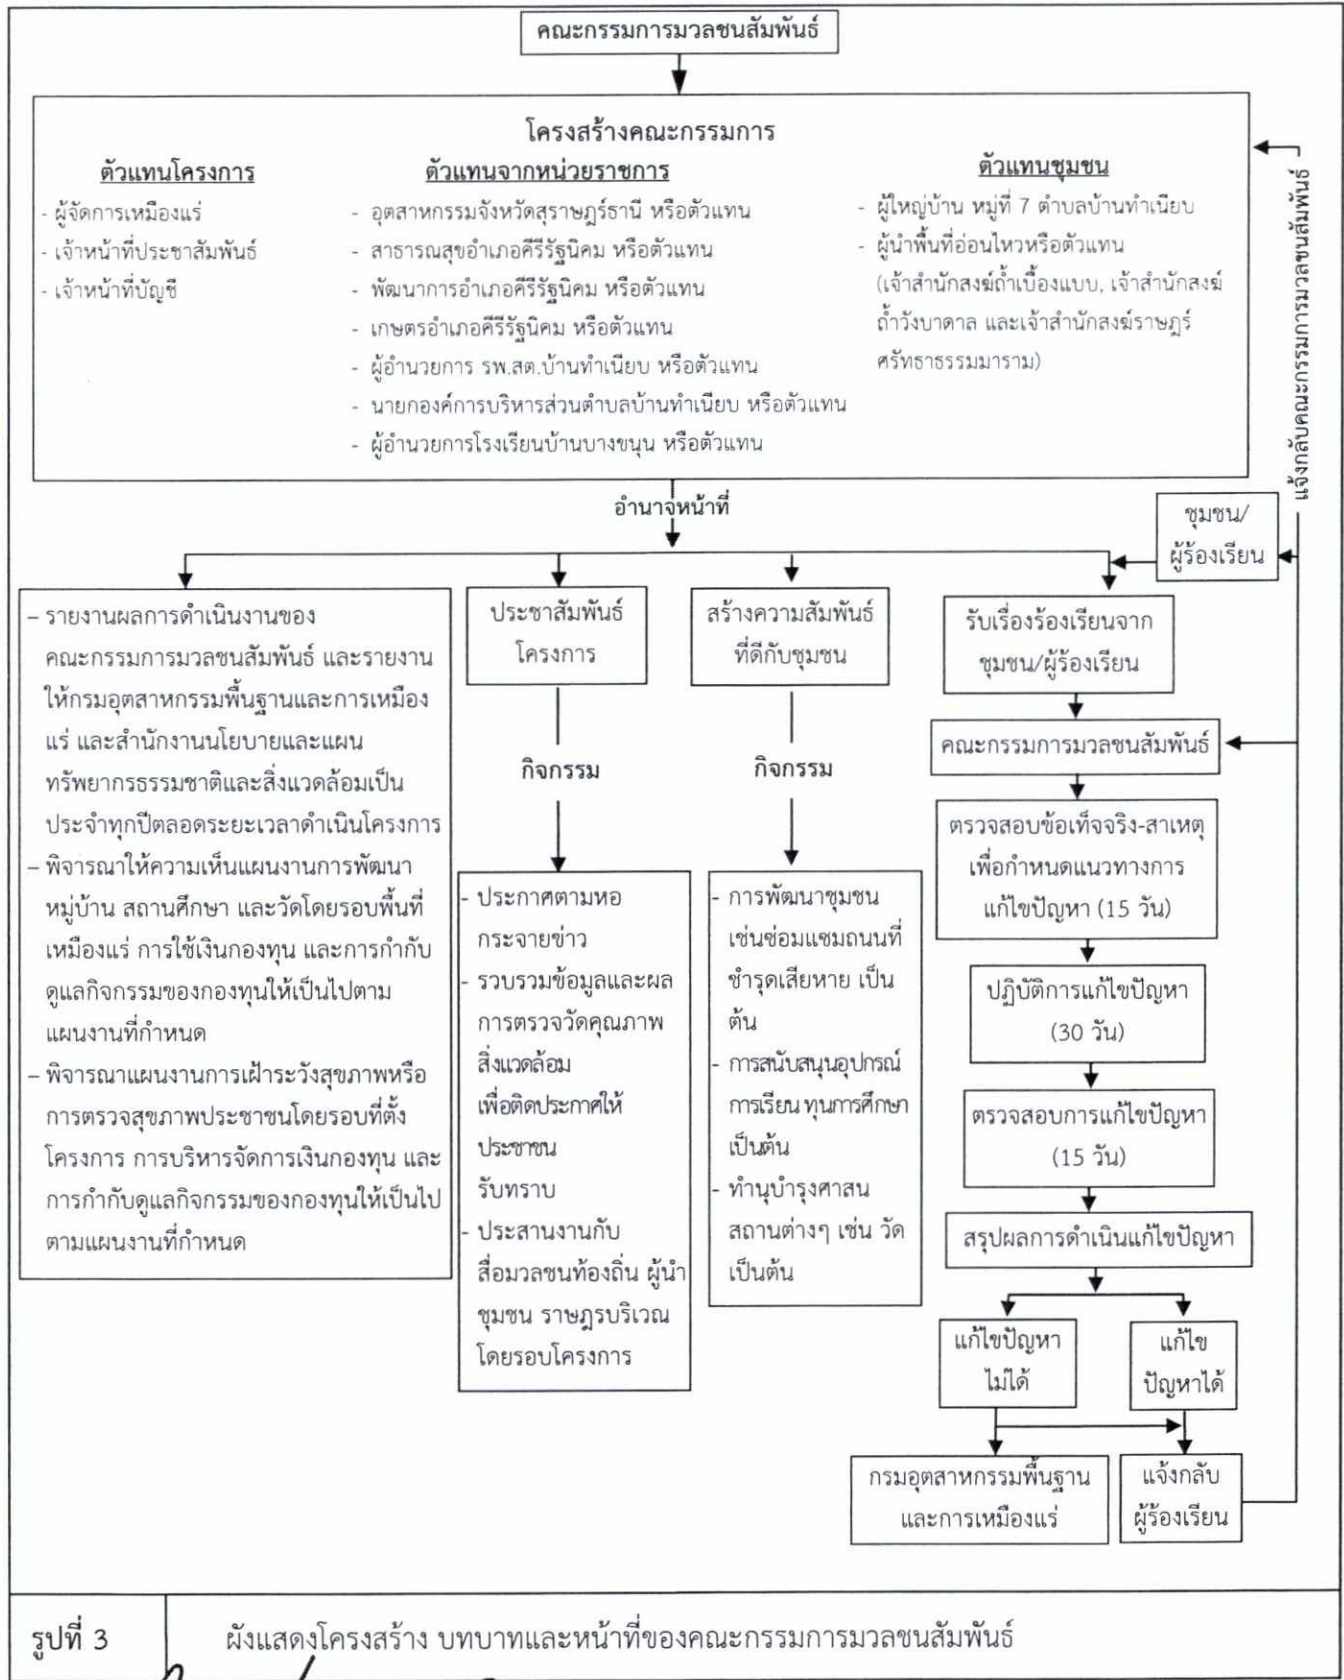 คณะกรรมการมวลชนสัมพันธ์
โครงสร้างคณะกรรมการ
ตัวแทนโครงการ
- ผู้จัดการเหมืองแร่
- เจ้าหน้าที่ประชาสัมพันธ์
- เจ้าหน้าที่บัญชี
ตัวแทนจากหน่วยราชการ
- อุตสาหกรรมจังหวัดสุราษฎร์ธานี หรือตัวแทน
- สาธารณสุขอำเภอคีรีรัฐนิคม หรือตัวแทน
- พัฒนาการอำเภอคีรีรัฐนิคม หรือตัวแทน
- เกษตรอำเภอคีรีรัฐนิคม หรือตัวแทน
- ผู้อำนวยการ รพ.สต.บ้านทำเนียบ หรือตัวแทน
- นายกองค์การบริหารส่วนตำบลบ้านทำเนียบ หรือตัวแทน
- ผู้อำนวยการโรงเรียนบ้านบางขนุน หรือตัวแทน
ตัวแทนชุมชน
- ผู้ใหญ่บ้าน หมู่ที่ 7 ตำบลบ้านทำเนียบ
- ผู้นำพื้นที่อ่อนไหวหรือตัวแทน
(เจ้าสำนักสงฆ์ถ้ำเบื้องแบบ, เจ้าสำนักสงฆ์
ถ้ำวังบาดาล และเจ้าสำนักสงฆ์ราษฎร์
ศรัทธาธรรมมาราม)
แจ้งกลับคณะกรรมการมวลชนสัมพันธ์
อำนาจหน้าที่
ชุมชน/
ผู้ร้องเรียน
– รายงานผลการดำเนินงานของ
คณะกรรมการมวลชนสัมพันธ์ และรายงาน
ให้กรมอุตสาหกรรมพื้นฐานและการเหมือง
แร่ และสำนักงานนโยบายและแผน
ทรัพยากรธรรมชาติและสิ่งแวดล้อมเป็น
ประจำทุกปีตลอดระยะเวลาดำเนินโครงการ
– พิจารณาให้ความเห็นแผนงานการพัฒนา
หมู่บ้าน สถานศึกษา และวัดโดยรอบพื้นที่
เหมืองแร่ การใช้เงินกองทุน และการกำกับ
ดูแลกิจกรรมของกองทุนให้เป็นไปตาม
แผนงานที่กำหนด
– พิจารณาแผนงานการเฝ้าระวังสุขภาพหรือ
การตรวจสุขภาพประชาชนโดยรอบที่ตั้ง
โครงการ การบริหารจัดการเงินกองทุน และ
การกำกับดูแลกิจกรรมของกองทุนให้เป็นไป
ตามแผนงานที่กำหนด
ประชาสัมพันธ์
โครงการ
กิจกรรม
- ประกาศตามหอ
กระจายข่าว
- รวบรวมข้อมูลและผล
การตรวจวัดคุณภาพ
สิ่งแวดล้อม
เพื่อติดประกาศให้
ประชาชน
รับทราบ
- ประสานงานกับ
สื่อมวลชนท้องถิ่น ผู้นำ
ชุมชน ราษฎรบริเวณ
โดยรอบโครงการ
สร้างความสัมพันธ์
ที่ดีกับชุมชน
กิจกรรม
- การพัฒนาชุมชน
เช่นซ่อมแซมถนนที่
ชำรุดเสียหาย เป็น
ต้น
- การสนับสนุนอุปกรณ์
การเรียน ทุนการศึกษา
เป็นต้น
- ทำนุบำรุงศาสน
สถานต่างๆ เช่น วัด
เป็นต้น
รับเรื่องร้องเรียนจาก
ชุมชน/ผู้ร้องเรียน
คณะกรรมการมวลชนสัมพันธ์
ตรวจสอบข้อเท็จจริง-สาเหตุ
เพื่อกำหนดแนวทางการ
แก้ไขปัญหา (15 วัน)
ปฏิบัติการแก้ไขปัญหา
(30 วัน)
ตรวจสอบการแก้ไขปัญหา
(15 วัน)
สรุปผลการดำเนินแก้ไขปัญหา
แก้ไขปัญหา
ไม่ได้
แก้ไข
ปัญหาได้
กรมอุตสาหกรรมพื้นฐาน
และการเหมืองแร่
แจ้งกลับ
ผู้ร้องเรียน
รูปที่ 3
ผังแสดงโครงสร้าง บทบาทและหน้าที่ของคณะกรรมการมวลชนสัมพันธ์